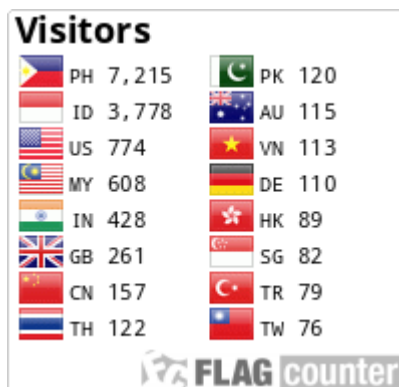 Visitors
PH 7,215
ID 3,778
US 774
MY 608
IN 428
GB 261
CN 157
TH 122
PK 120
AU 115
VN 113
DE 110
HK 89
SG 82
TR 79
TW 76
FC FLAG counter